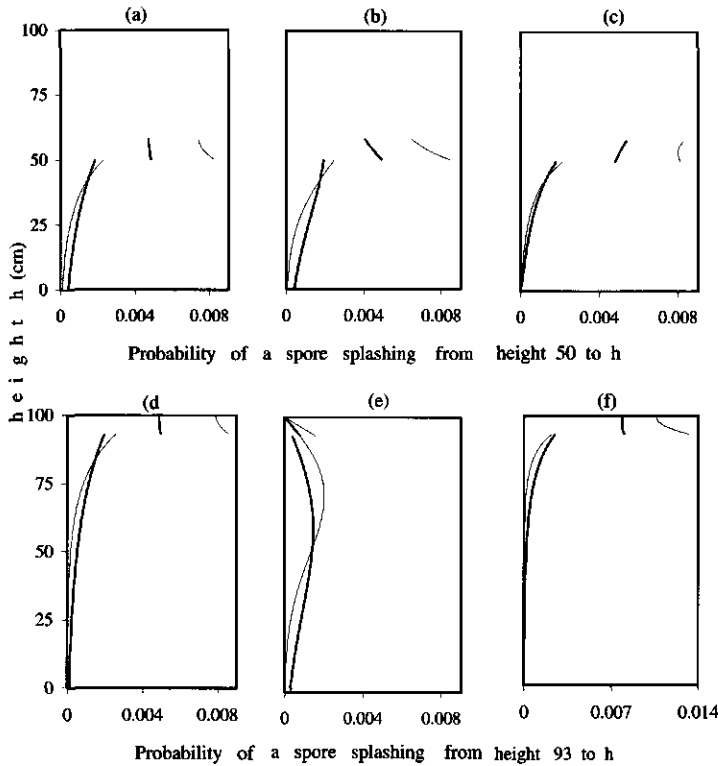 (a) (b) (c)
100
75
50
25
0
0 0.004 0.008 0 0.004 0.008 0 0.004 0.008
height h (cm)
Probability of a spore splashing from height 50 to h
(d (e) (f)
100
75
50
25
0
0 0.004 0.008 0 0.004 0.008 0 0.007 0.014
Probability of a spore splashing from height 93 to h